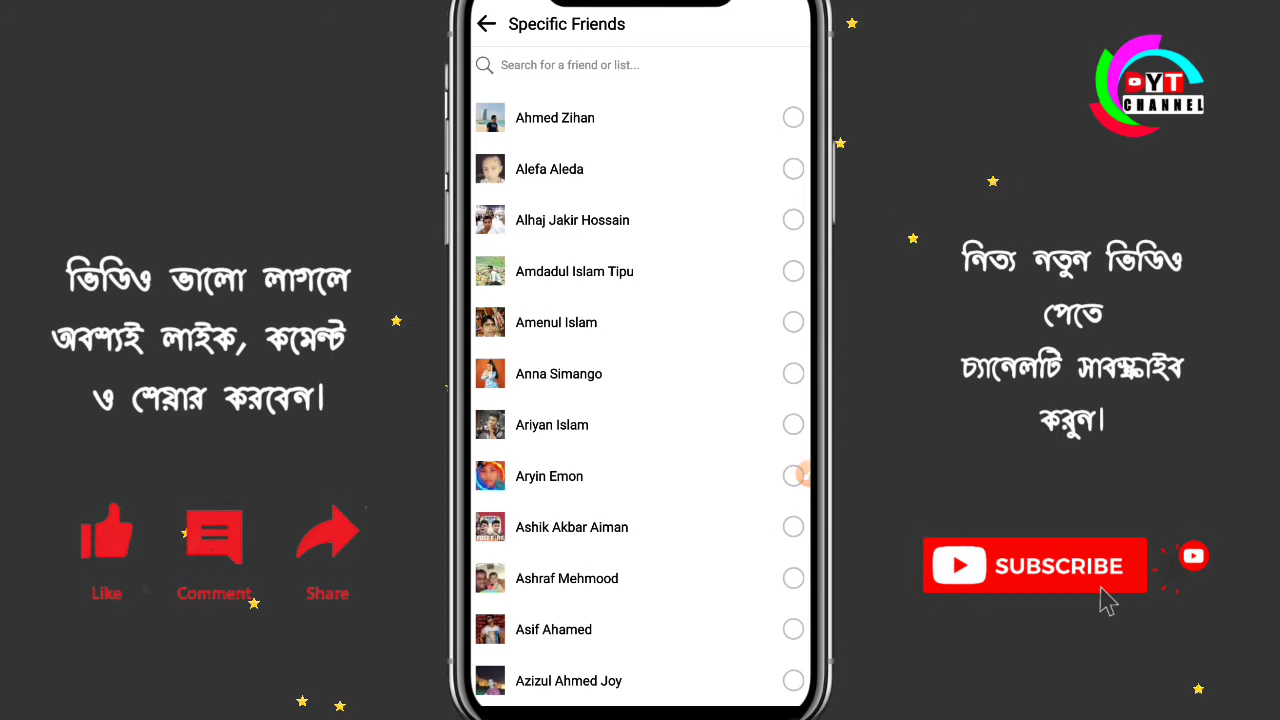 Specific Friends
Search for a friend or list...
Ahmed Zihan
Alefa Aleda
Alhaj Jakir Hossain
Amdadul Islam Tipu
Amenul Islam
Anna Simango
Ariyan Islam
Aryin Emon
Ashik Akbar Aiman
Ashraf Mehmood
Asif Ahamed
Azizul Ahmed Joy
ভিডিও ভালো লাগলে
অবশ্যই লাইক, কমেন্ট
ও শেয়ার করবেন।
Like
Comment
Share
PYT
CHANNEL
নিত্য নতুন ভিডিও
পেতে
চ্যানেলটি সাবস্ক্রাইব
করুন।
SUBSCRIBE